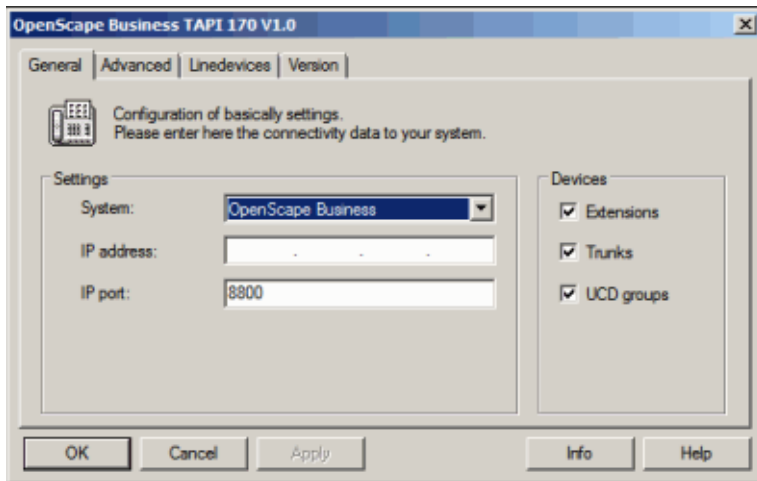 OpenScape Business TAPI 170 V1.0
General Advanced Linedevices Version
Configuration of basically settings.
Please enter here the connectivity data to your system.
Settings
System: OpenScape Business
IP address: . . .
IP port: 8800
Devices
Extensions
Trunks
UCD groups
OK Cancel Apply Info Help